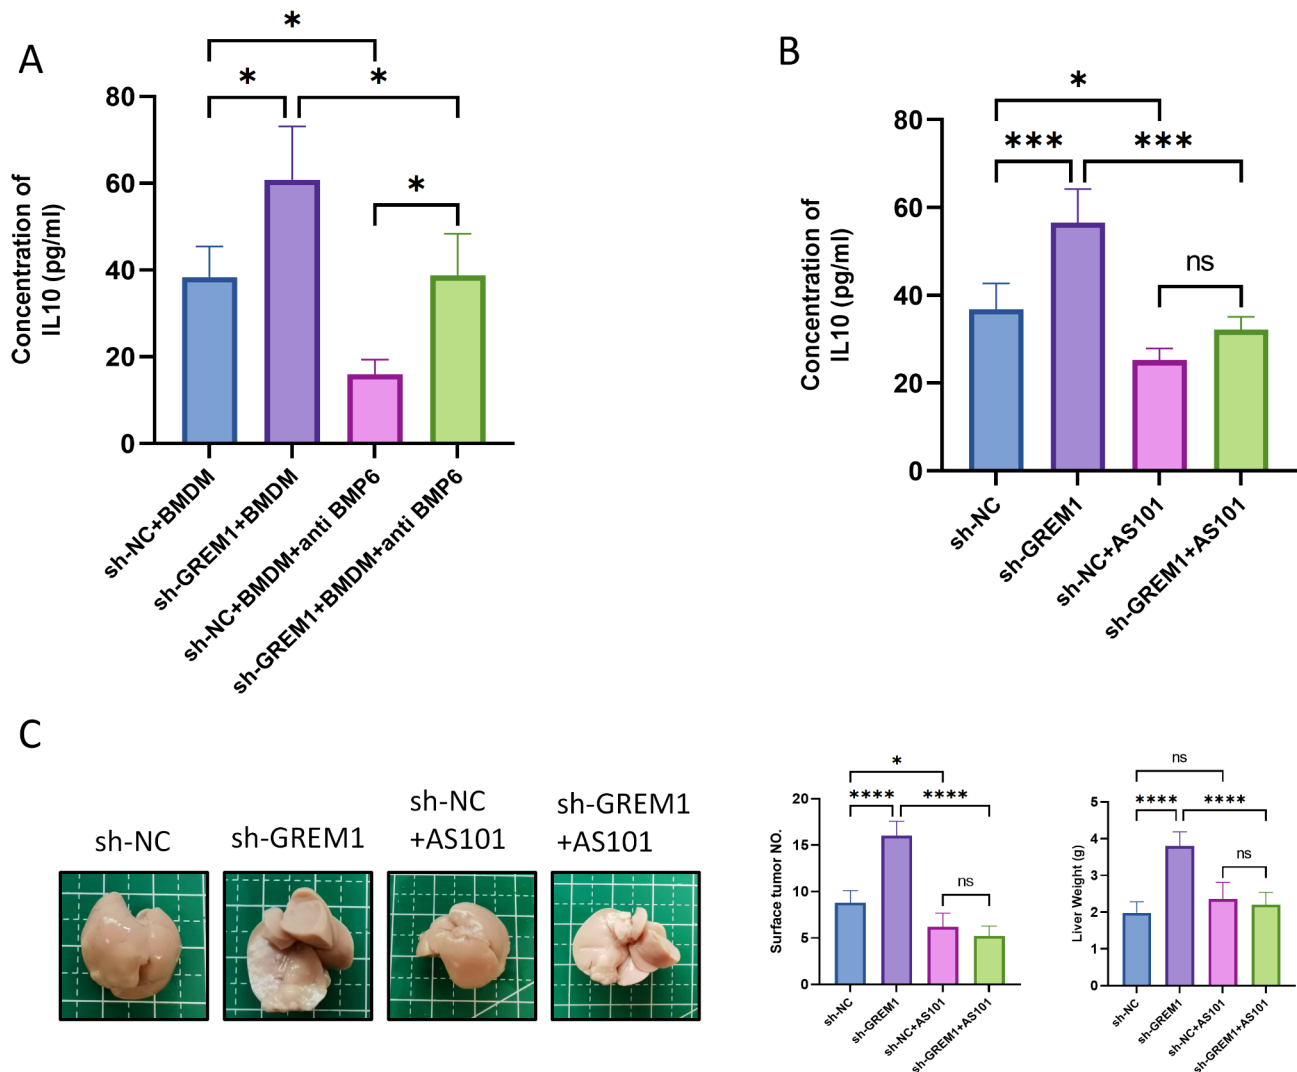 A
*
*
*
*
80
60
40
20
0
Concentration of
IL10 (pg/ml)
sh-NC+BMDM
sh-GREM1+BMDM
sh-NC+BMDM+anti BMP6
sh-GREM1+BMDM+anti BMP6
B
*
***
***
ns
80
60
40
20
0
Concentration of
IL10 (pg/ml)
sh-NC
sh-GREM1
sh-NC+AS101
sh-GREM1+AS101
C
sh-NC
sh-GREM1
sh-NC
+AS101
sh-GREM1
+AS101
*
****
****
ns
20
15
10
5
0
Surface tumor NO.
sh-NC
sh-GREM1
sh-NC+AS101
sh-GREM1+AS101
ns
****
****
ns
5
4
3
2
1
0
Liver Weight (g)
sh-NC
sh-GREM1
sh-NC+AS101
sh-GREM1+AS101